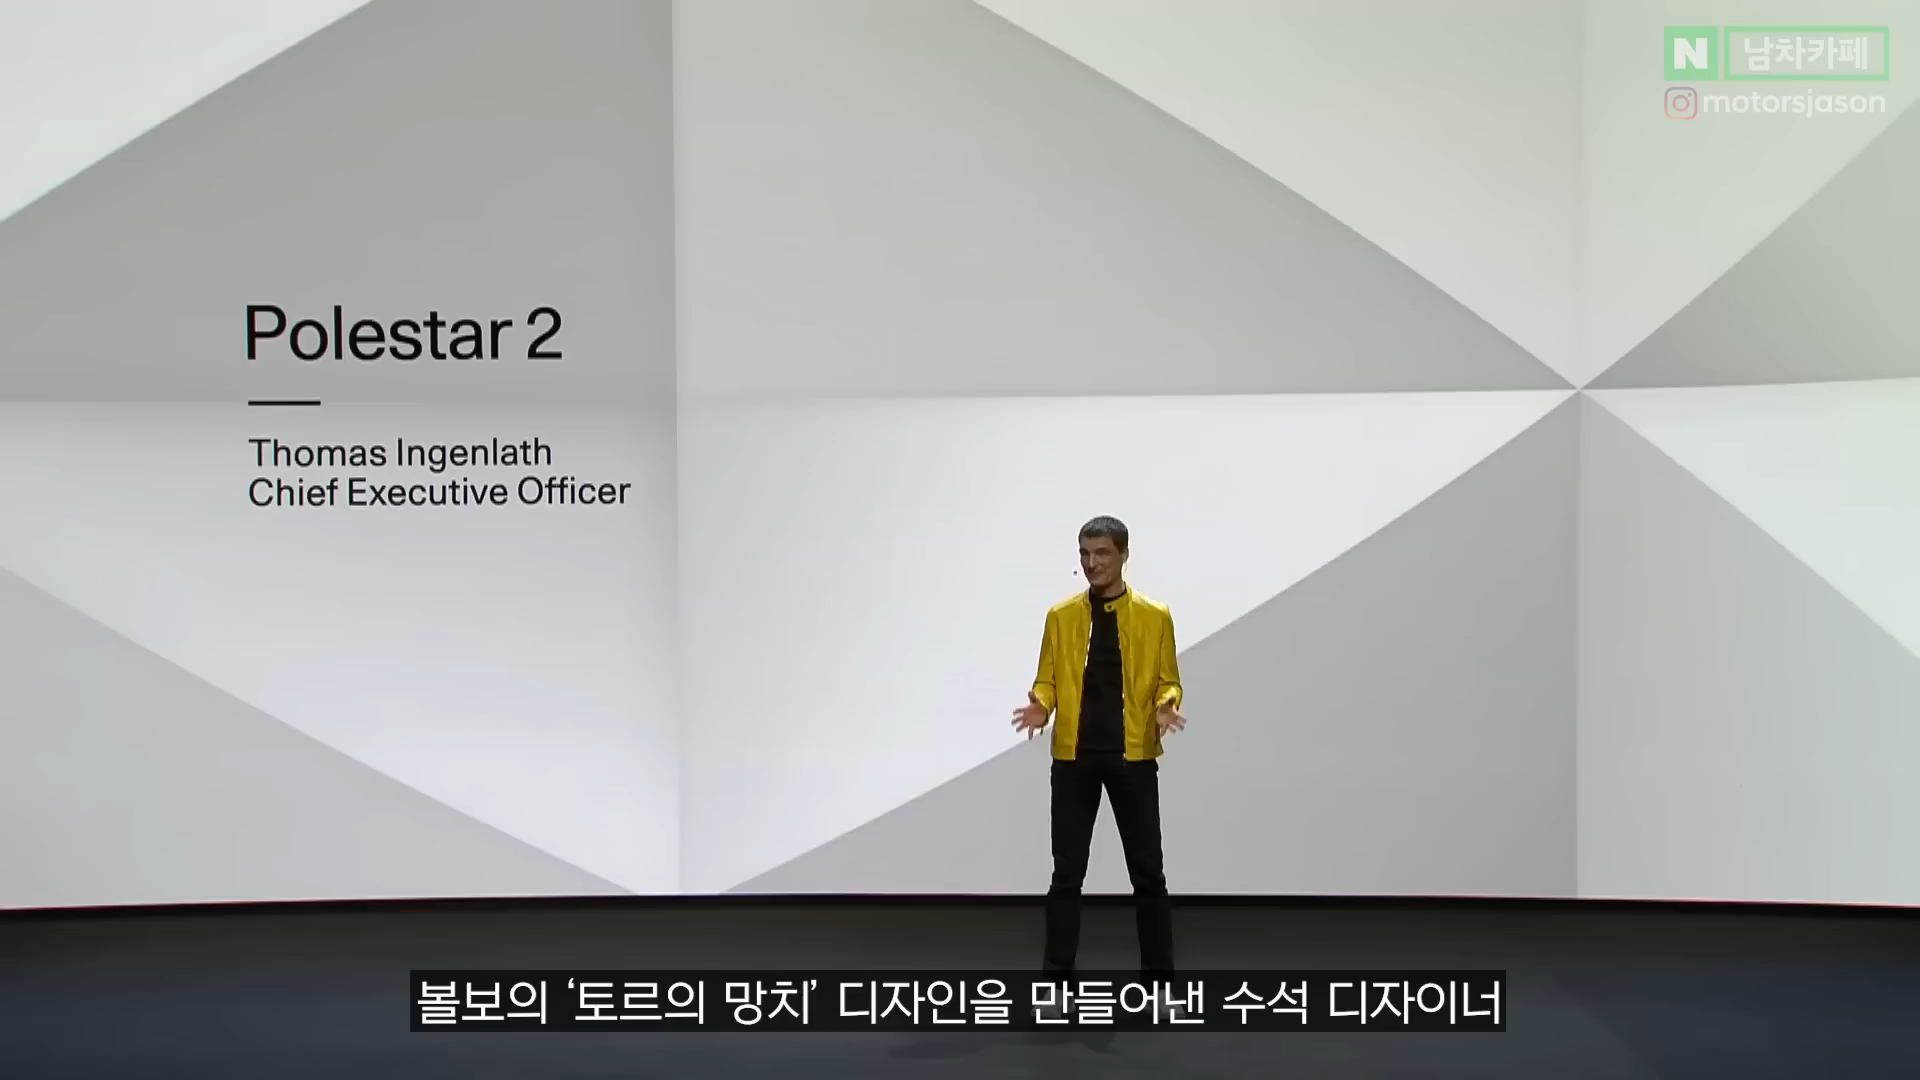 N 남차카페
motorsjason
Polestar 2
Thomas Ingenlath
Chief Executive Officer
볼보의 ‘토르의 망치’ 디자인을 만들어낸 수석 디자이너